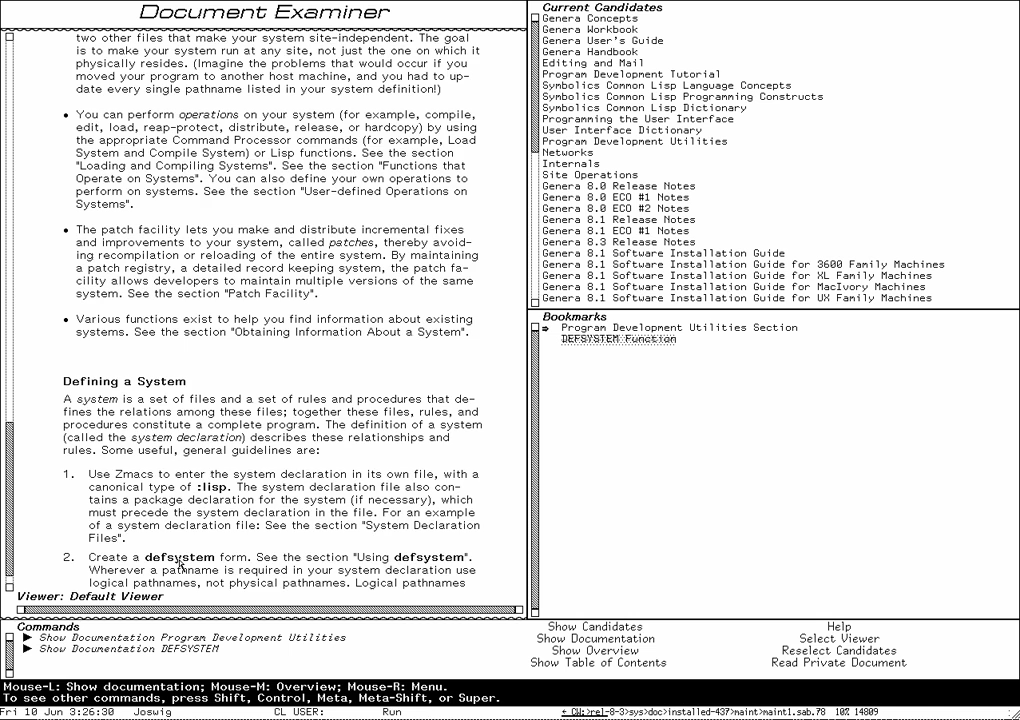 Document Examiner
two other files that make your system site-independent. The goal
is to make your system run at any site, not just the one on which it
physically resides. (Imagine the problems that would occur if you
moved your program to another host machine, and you had to up-
date every single pathname listed in your system definition!)
• You can perform operations on your system (for example, compile,
edit, load, reap-protect, distribute, release, or hardcopy) by using
the appropriate Command Processor commands (for example, Load
System and Compile System) or Lisp functions. See the section
"Loading and Compiling Systems". See the section "Functions that
Operate on Systems". You can also define your own operations to
perform on systems. See the section "User-defined Operations on
Systems".
• The patch facility lets you make and distribute incremental fixes
and improvements to your system, called patches, thereby avoid-
ing recompilation or reloading of the entire system. By maintaining
a patch registry, a detailed record keeping system, the patch fa-
cility allows developers to maintain multiple versions of the same
system. See the section "Patch Facility".
• Various functions exist to help you find information about existing
systems. See the section "Obtaining Information About a System".
Defining a System
A system is a set of files and a set of rules and procedures that de-
fines the relations among these files; together these files, rules, and
procedures constitute a complete program. The definition of a system
(called the system declaration) describes these relationships and
rules. Some useful, general guidelines are:
1. Use Zmacs to enter the system declaration in its own file, with a
canonical type of :lisp. The system declaration file also con-
tains a package declaration for the system (if necessary), which
must precede the system declaration in the file. For an example
of a system declaration file: See the section "System Declaration
Files".
2. Create a defsystem form. See the section "Using defsystem".
Wherever a pathname is required in your system declaration use
logical pathnames, not physical pathnames. Logical pathnames
Viewer: Default Viewer
Current Candidates
Genera Concepts
Genera Workbook
Genera User's Guide
Genera Handbook
Editing and Mail
Program Development Tutorial
Symbolics Common Lisp Language Concepts
Symbolics Common Lisp Programming Constructs
Symbolics Common Lisp Dictionary
Programming the User Interface
User Interface Dictionary
Program Development Utilities
Networks
Internals
Site Operations
Genera 8.0 Release Notes
Genera 8.0 ECO #1 Notes
Genera 8.0 ECO #2 Notes
Genera 8.1 Release Notes
Genera 8.1 ECO #1 Notes
Genera 8.3 Release Notes
Genera 8.1 Software Installation Guide
Genera 8.1 Software Installation Guide for 3600 Family Machines
Genera 8.1 Software Installation Guide for XL Family Machines
Genera 8.1 Software Installation Guide for MacIvory Machines
Genera 8.1 Software Installation Guide for UX Family Machines
Bookmarks
⇒ Program Development Utilities Section
DEFSYSTEM Function
Commands
▶ Show Documentation Program Development Utilities
▶ Show Documentation DEFSYSTEM
Show Candidates Help
Show Documentation Select Viewer
Show Overview Reselect Candidates
Show Table of Contents Read Private Document
Mouse-L: Show documentation; Mouse-M: Overview; Mouse-R: Menu.
To see other commands, press Shift, Control, Meta, Meta-Shift, or Super.
Fri 10 Jun 3:26:30 Joswig CL USER: Run ← CW:>rel-8-3>sys>doc>installed-437>maint>maint1.sab.78 10% 14809